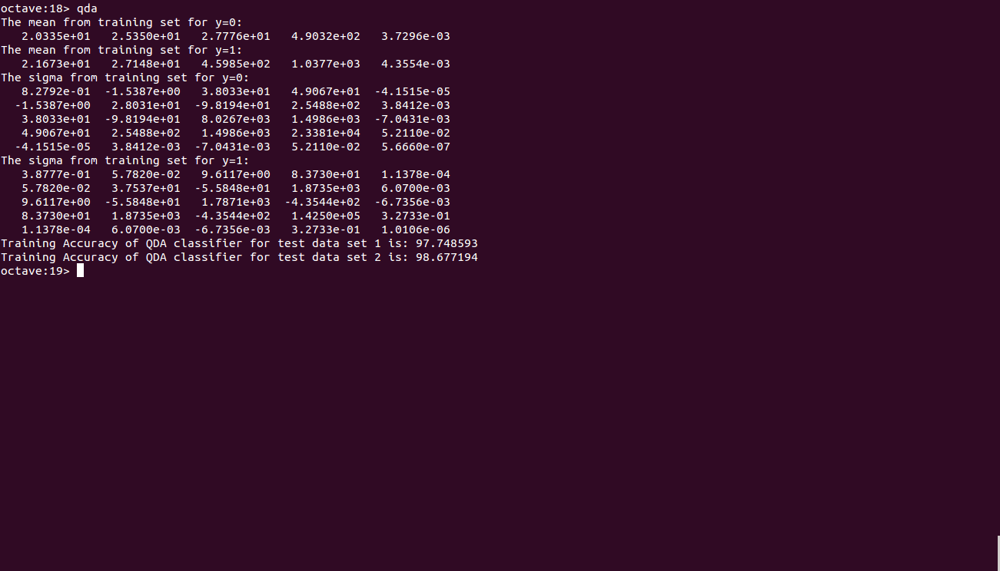 octave:18> qda
The mean from training set for y=0:
   2.0335e+01   2.5350e+01   2.7776e+01   4.9032e+02   3.7296e-03
The mean from training set for y=1:
   2.1673e+01   2.7148e+01   4.5985e+02   1.0377e+03   4.3554e-03
The sigma from training set for y=0:
   8.2792e-01  -1.5387e+00   3.8033e+01   4.9067e+01  -4.1515e-05
  -1.5387e+00   2.8031e+01  -9.8194e+01   2.5488e+02   3.8412e-03
   3.8033e+01  -9.8194e+01   8.0267e+03   1.4986e+03  -7.0431e-03
   4.9067e+01   2.5488e+02   1.4986e+03   2.3381e+04   5.2110e-02
  -4.1515e-05   3.8412e-03  -7.0431e-03   5.2110e-02   5.6660e-07
The sigma from training set for y=1:
   3.8777e-01   5.7820e-02   9.6117e+00   8.3730e+01   1.1378e-04
   5.7820e-02   3.7537e+01  -5.5848e+01   1.8735e+03   6.0700e-03
   9.6117e+00  -5.5848e+01   1.7871e+03  -4.3544e+02  -6.7356e-03
   8.3730e+01   1.8735e+03  -4.3544e+02   1.4250e+05   3.2733e-01
   1.1378e-04   6.0700e-03  -6.7356e-03   3.2733e-01   1.0106e-06
Training Accuracy of QDA classifier for test data set 1 is: 97.748593
Training Accuracy of QDA classifier for test data set 2 is: 98.677194
octave:19>